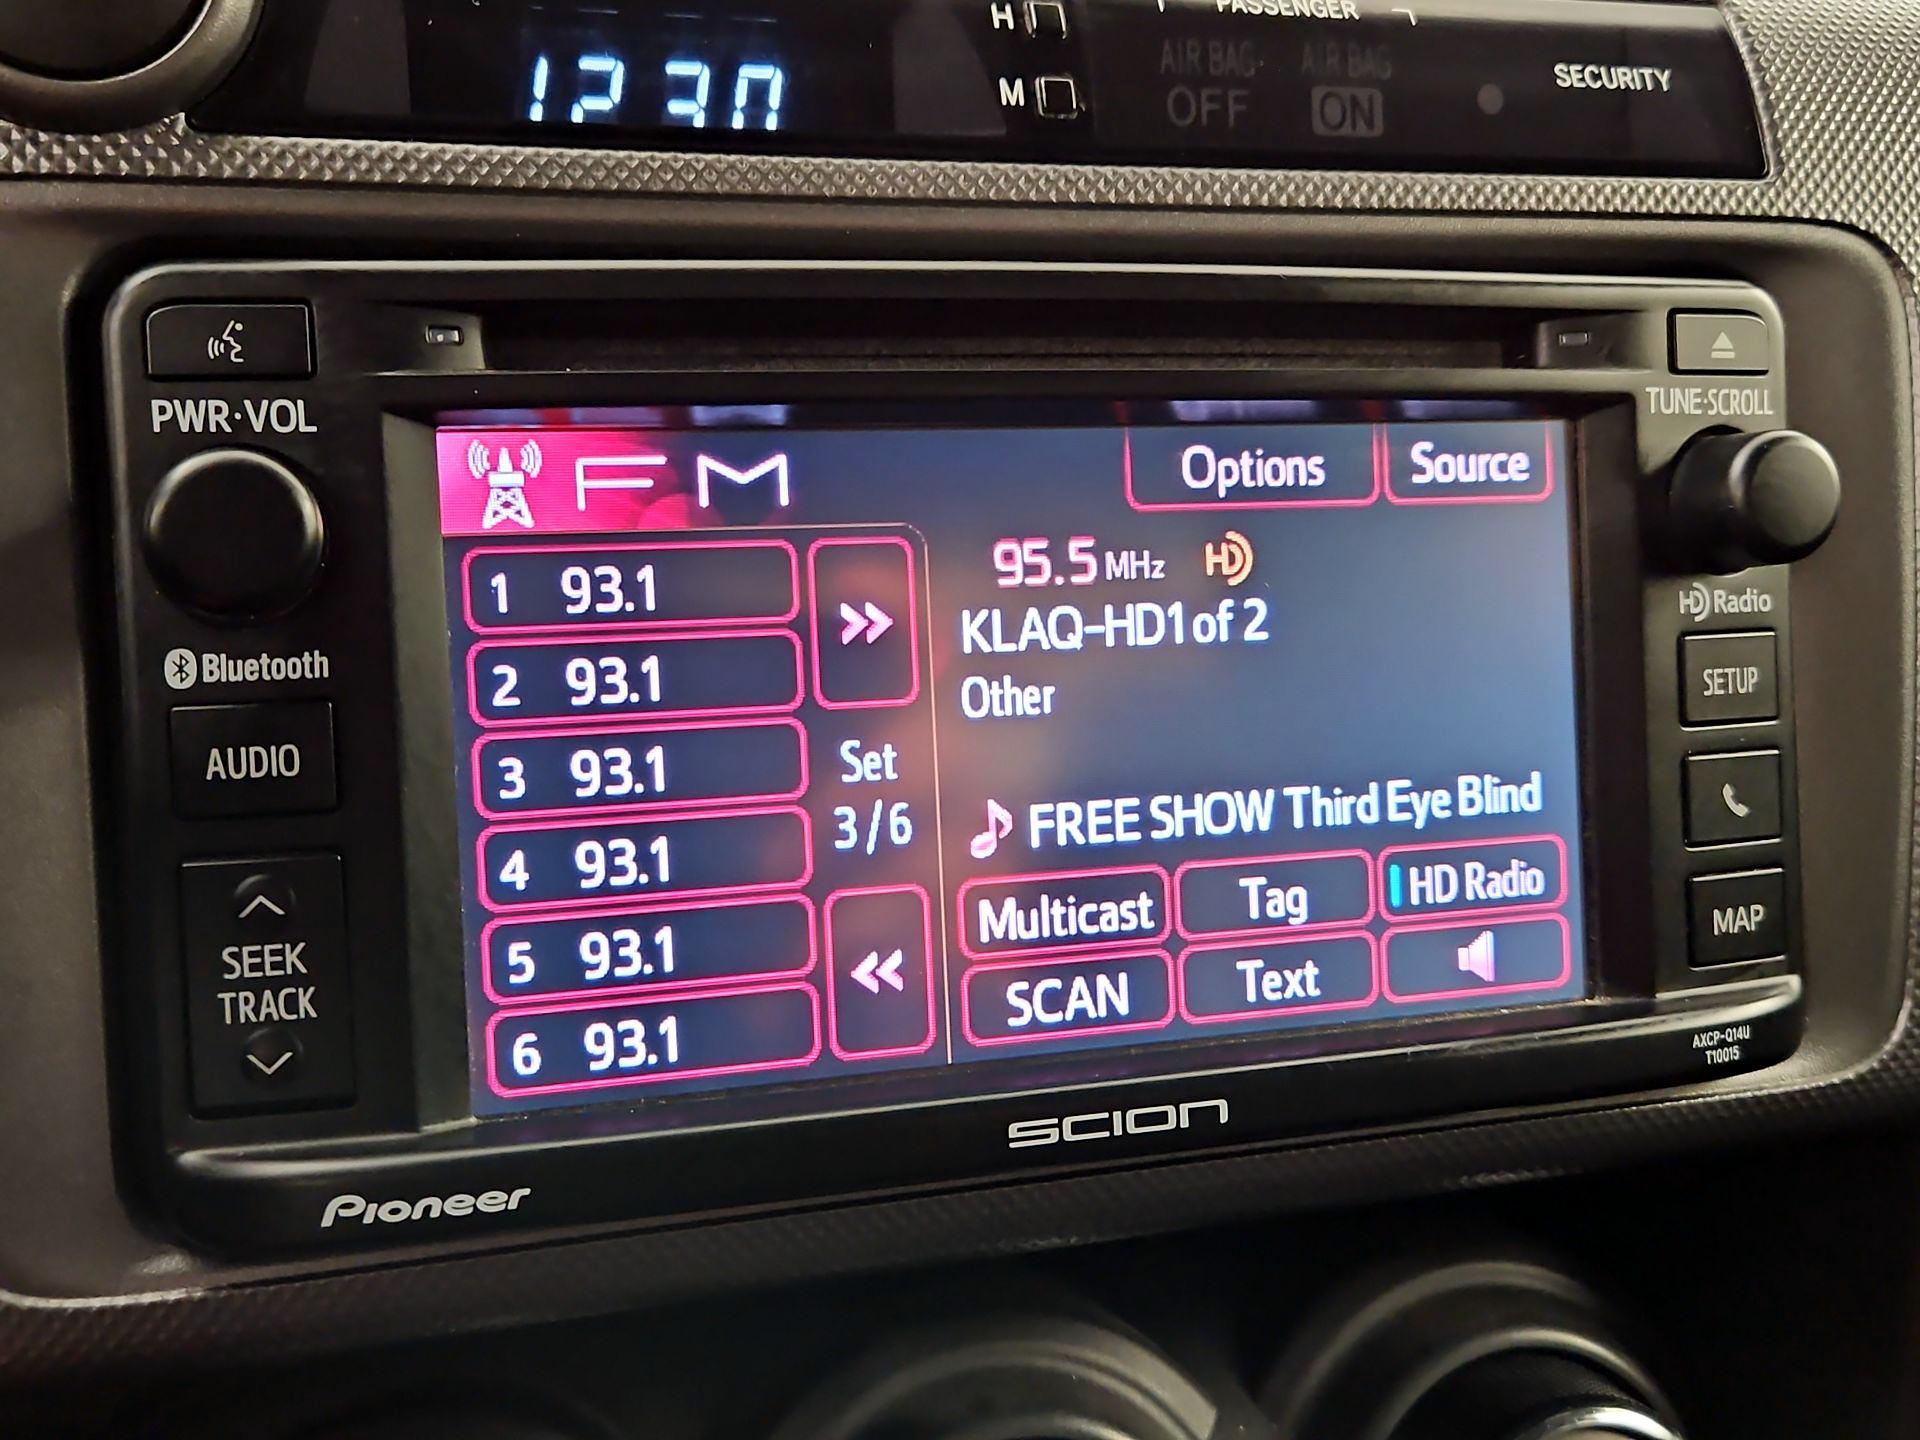 H
PASSENGER
1230
M
AIR BAG
OFF
AIR BAG
ON
SECURITY
PWR·VOL
TUNE·SCROLL
FM
Options
Source
95.5 MHz HD
KLAQ-HD1 of 2
Other
1 93.1
2 93.1
3 93.1
4 93.1
5 93.1
6 93.1
Set
3/6
FREE SHOW Third Eye Blind
Multicast
Tag
HD Radio
SCAN
Text
Bluetooth
AUDIO
SEEK
TRACK
HD Radio
SETUP
MAP
AXCP-Q14U
T10015
SCION
Pioneer